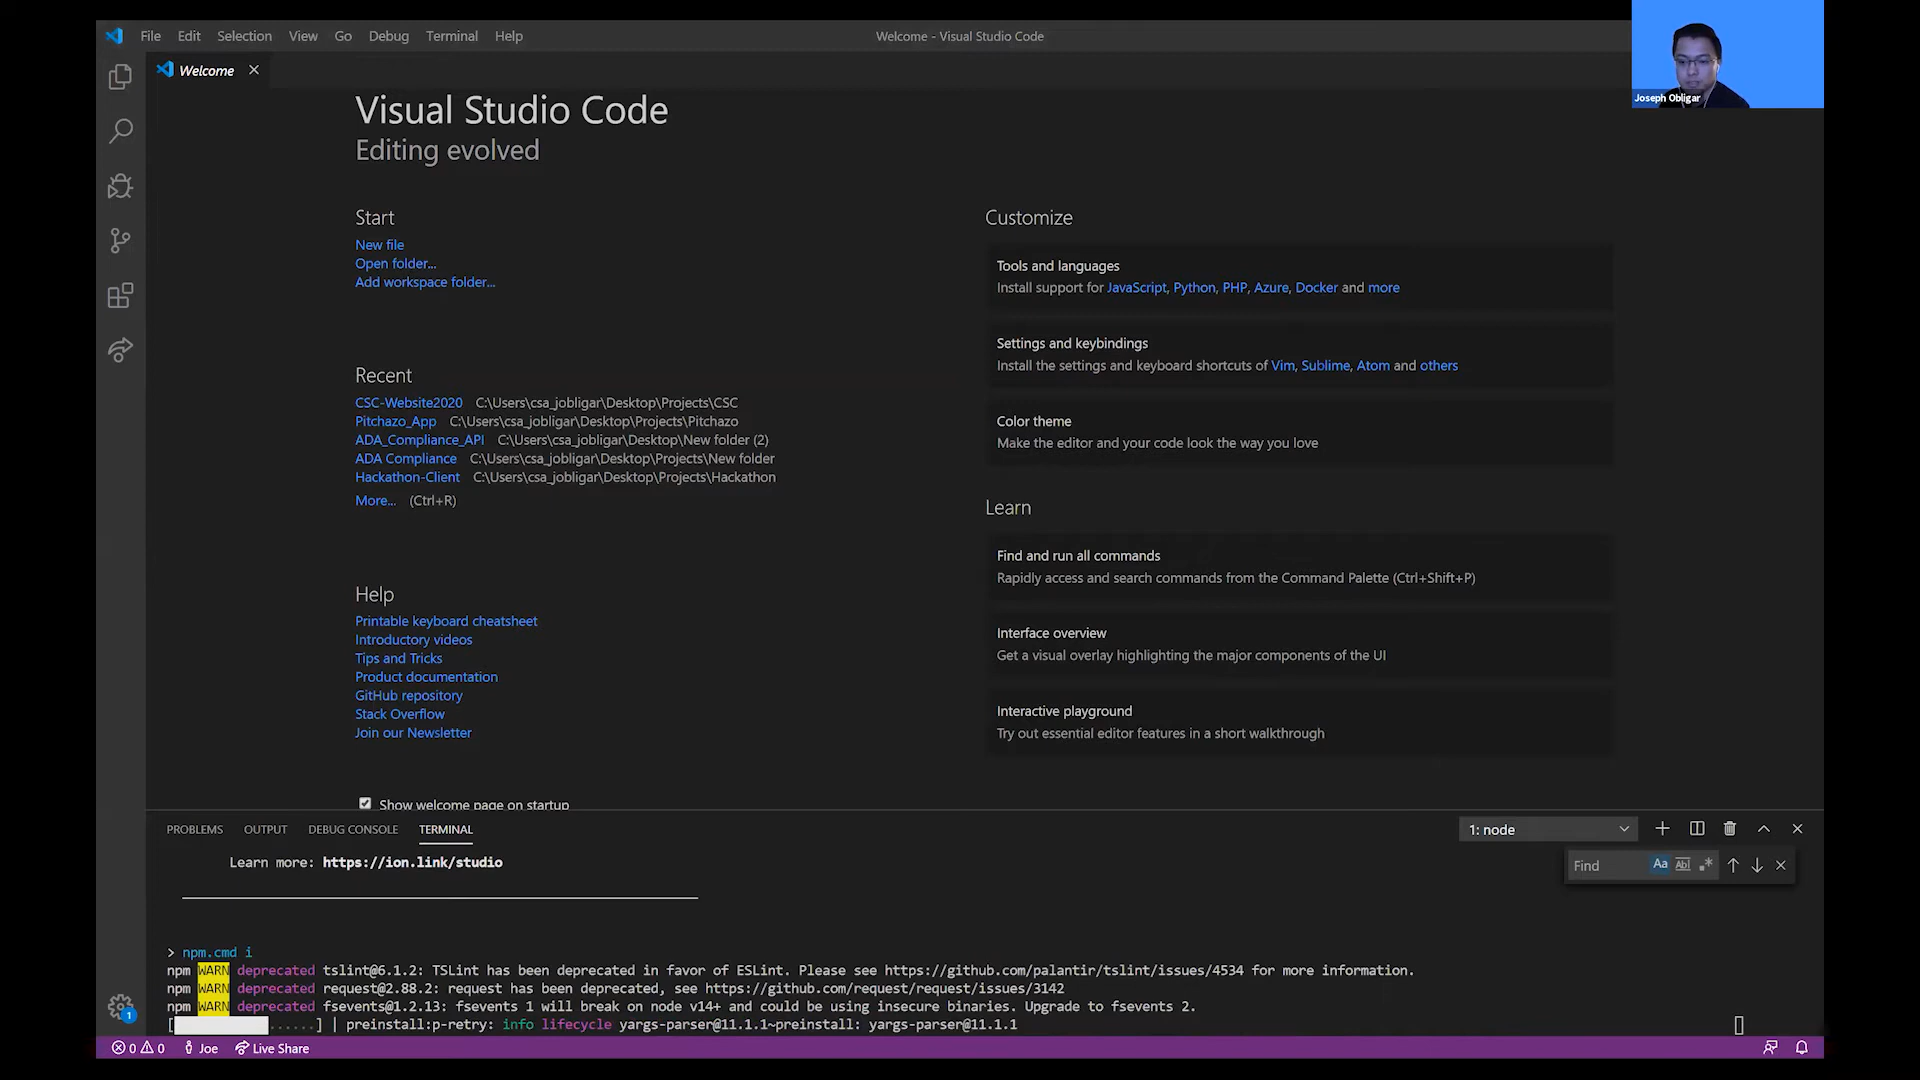 File Edit Selection View Go Debug Terminal Help
Welcome - Visual Studio Code
Joseph Obligar
Welcome
Visual Studio Code
Editing evolved
Start
New file
Open folder...
Add workspace folder...
Recent
CSC-Website2020 C:\Users\csa_jobligar\Desktop\Projects\CSC
Pitchazo_App C:\Users\csa_jobligar\Desktop\Projects\Pitchazo
ADA_Compliance_API C:\Users\csa_jobligar\Desktop\New folder (2)
ADA Compliance C:\Users\csa_jobligar\Desktop\Projects\New folder
Hackathon-Client C:\Users\csa_jobligar\Desktop\Projects\Hackathon
More... (Ctrl+R)
Help
Printable keyboard cheatsheet
Introductory videos
Tips and Tricks
Product documentation
GitHub repository
Stack Overflow
Join our Newsletter
Show welcome page on startup
Customize
Tools and languages
Install support for JavaScript, Python, PHP, Azure, Docker and more
Settings and keybindings
Install the settings and keyboard shortcuts of Vim, Sublime, Atom and others
Color theme
Make the editor and your code look the way you love
Learn
Find and run all commands
Rapidly access and search commands from the Command Palette (Ctrl+Shift+P)
Interface overview
Get a visual overlay highlighting the major components of the UI
Interactive playground
Try out essential editor features in a short walkthrough
PROBLEMS OUTPUT DEBUG CONSOLE TERMINAL
1: node
Find Aa Abl .*
Learn more: https://ion.link/studio
> npm.cmd i
npm WARN deprecated tslint@6.1.2: TSLint has been deprecated in favor of ESLint. Please see https://github.com/palantir/tslint/issues/4534 for more information.
npm WARN deprecated request@2.88.2: request has been deprecated, see https://github.com/request/request/issues/3142
npm WARN deprecated fsevents@1.2.13: fsevents 1 will break on node v14+ and could be using insecure binaries. Upgrade to fsevents 2.
[ ......] | preinstall:p-retry: info lifecycle yargs-parser@11.1.1~preinstall: yargs-parser@11.1.1
1
0 0 Joe Live Share